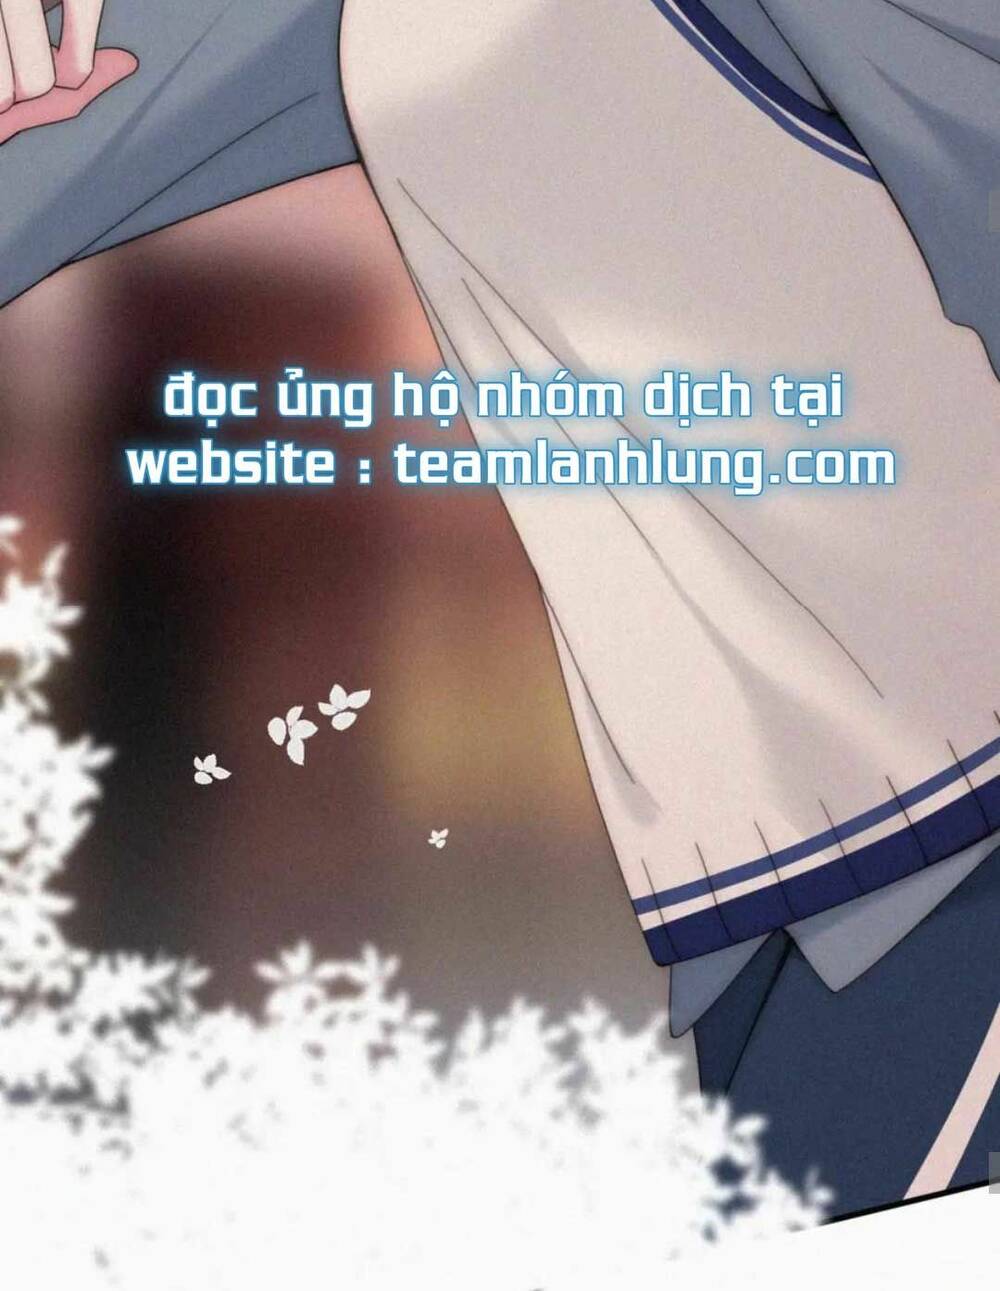 đọc ủng hộ nhóm dịch tại
website : teamlanhlung.com